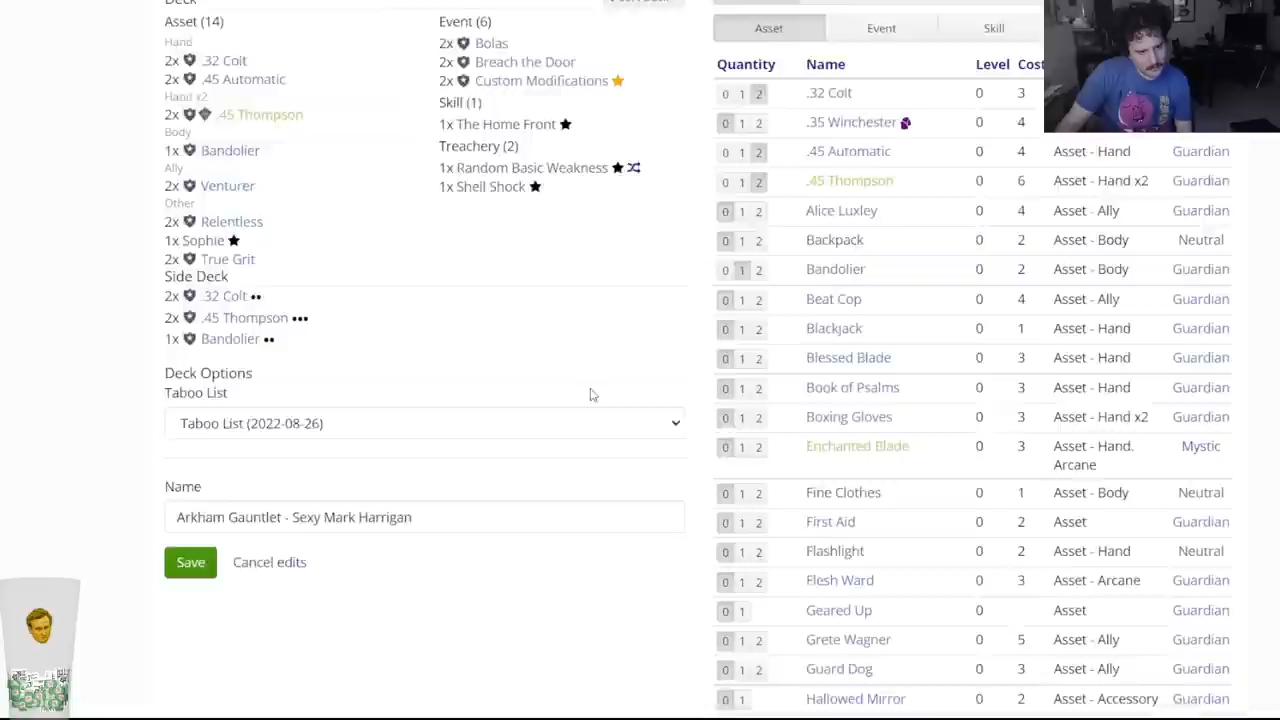 Deck
Asset (14)
Hand
2x .32 Colt
2x .45 Automatic
Hand x2
2x .45 Thompson
Body
1x Bandolier
Ally
2x Venturer
Other
2x Relentless
1x Sophie ★
2x True Grit
Event (6)
2x Bolas
2x Breach the Door
2x Custom Modifications ★
Skill (1)
1x The Home Front ★
Treachery (2)
1x Random Basic Weakness ★
1x Shell Shock ★
Side Deck
2x .32 Colt ••
2x .45 Thompson •••
1x Bandolier ••
Deck Options
Taboo List
Taboo List (2022-08-26)
Name
Arkham Gauntlet - Sexy Mark Harrigan
Save Cancel edits
Asset Event Skill
Quantity Name Level Cost
0 1 2 .32 Colt 0 3
0 1 2 .35 Winchester 0 4
0 1 2 .45 Automatic 0 4 Asset - Hand Guardian
0 1 2 .45 Thompson 0 6 Asset - Hand x2 Guardian
0 1 2 Alice Luxley 0 4 Asset - Ally Guardian
0 1 2 Backpack 0 2 Asset - Body Neutral
0 1 2 Bandolier 0 2 Asset - Body Guardian
0 1 2 Beat Cop 0 4 Asset - Ally Guardian
0 1 2 Blackjack 0 1 Asset - Hand Guardian
0 1 2 Blessed Blade 0 3 Asset - Hand Guardian
0 1 2 Book of Psalms 0 3 Asset - Hand Guardian
0 1 2 Boxing Gloves 0 3 Asset - Hand x2 Guardian
0 1 2 Enchanted Blade 0 3 Asset - Hand. Mystic
Arcane
0 1 2 Fine Clothes 0 1 Asset - Body Neutral
0 1 2 First Aid 0 2 Asset Guardian
0 1 2 Flashlight 0 2 Asset - Hand Neutral
0 1 2 Flesh Ward 0 3 Asset - Arcane Guardian
0 1 Geared Up 0 Asset Guardian
0 1 2 Grete Wagner 0 5 Asset - Ally Guardian
0 1 2 Guard Dog 0 3 Asset - Ally Guardian
0 1 Hallowed Mirror 0 2 Asset - Accessory Guardian